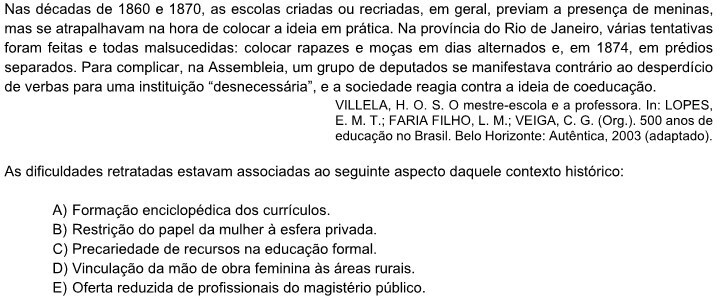 Nas décadas de 1860 e 1870, as escolas criadas ou recriadas, em geral, previam a presença de meninas,
mas se atrapalhavam na hora de colocar a ideia em prática. Na província do Rio de Janeiro, várias tentativas
foram feitas e todas malsucedidas: colocar rapazes e moças em dias alternados e, em 1874, em prédios
separados. Para complicar, na Assembleia, um grupo de deputados se manifestava contrário ao desperdício
de verbas para uma instituição “desnecessária”, e a sociedade reagia contra a ideia de coeducação.
VILLELA, H. O. S. O mestre-escola e a professora. In: LOPES,
E. M. T.; FARIA FILHO, L. M.; VEIGA, C. G. (Org.). 500 anos de
educação no Brasil. Belo Horizonte: Autêntica, 2003 (adaptado).
As dificuldades retratadas estavam associadas ao seguinte aspecto daquele contexto histórico:
A) Formação enciclopédica dos currículos.
B) Restrição do papel da mulher à esfera privada.
C) Precariedade de recursos na educação formal.
D) Vinculação da mão de obra feminina às áreas rurais.
E) Oferta reduzida de profissionais do magistério público.